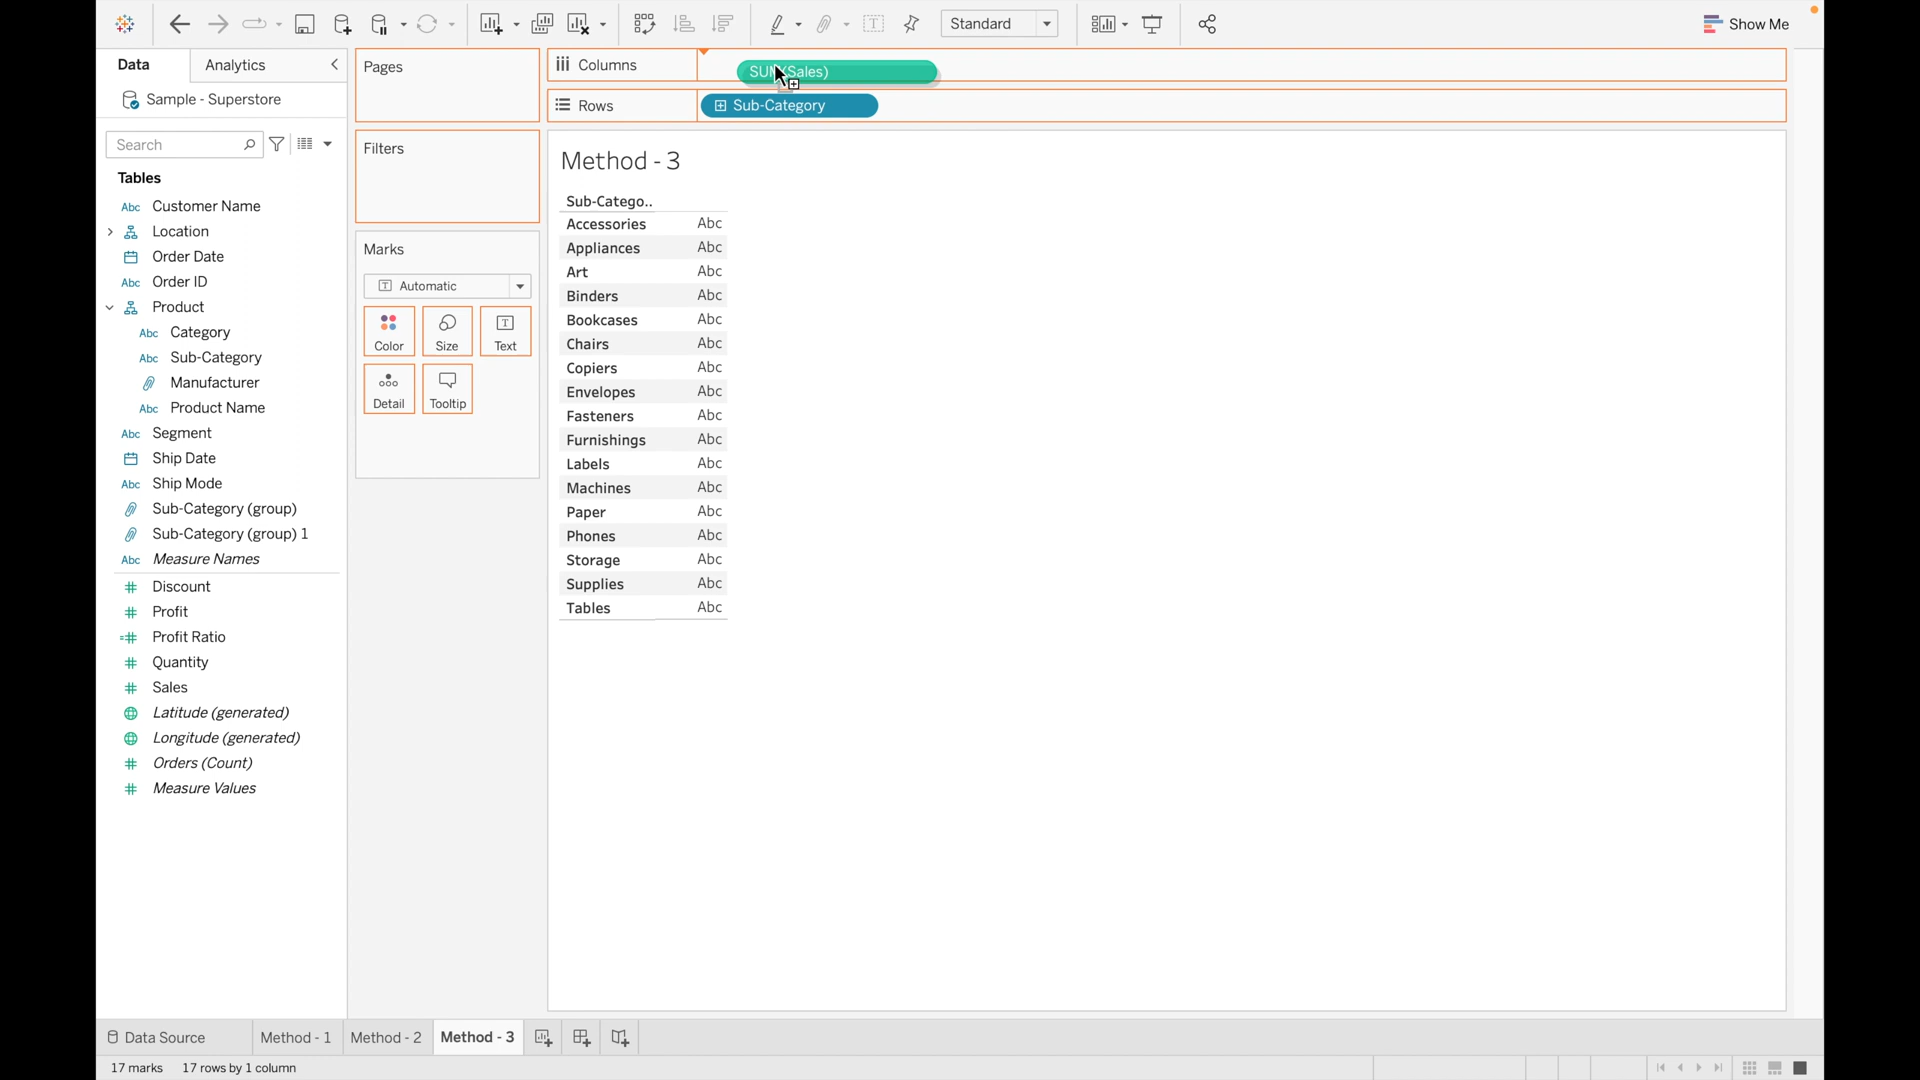 Standard
Show Me
Data
Analytics
Sample - Superstore
Search
Tables
Abc Customer Name
Location
Order Date
Abc Order ID
Product
Abc Category
Abc Sub-Category
Manufacturer
Abc Product Name
Abc Segment
Ship Date
Abc Ship Mode
Sub-Category (group)
Sub-Category (group) 1
Abc Measure Names
Discount
Profit
Profit Ratio
Quantity
Sales
Latitude (generated)
Longitude (generated)
Orders (Count)
Measure Values
Pages
Filters
Marks
Automatic
Color Size Text
Detail Tooltip
Columns SUM(Sales)
Rows Sub-Category
Method - 3
Sub-Catego..
Accessories Abc
Appliances Abc
Art Abc
Binders Abc
Bookcases Abc
Chairs Abc
Copiers Abc
Envelopes Abc
Fasteners Abc
Furnishings Abc
Labels Abc
Machines Abc
Paper Abc
Phones Abc
Storage Abc
Supplies Abc
Tables Abc
Data Source Method - 1 Method - 2 Method - 3
17 marks 17 rows by 1 column